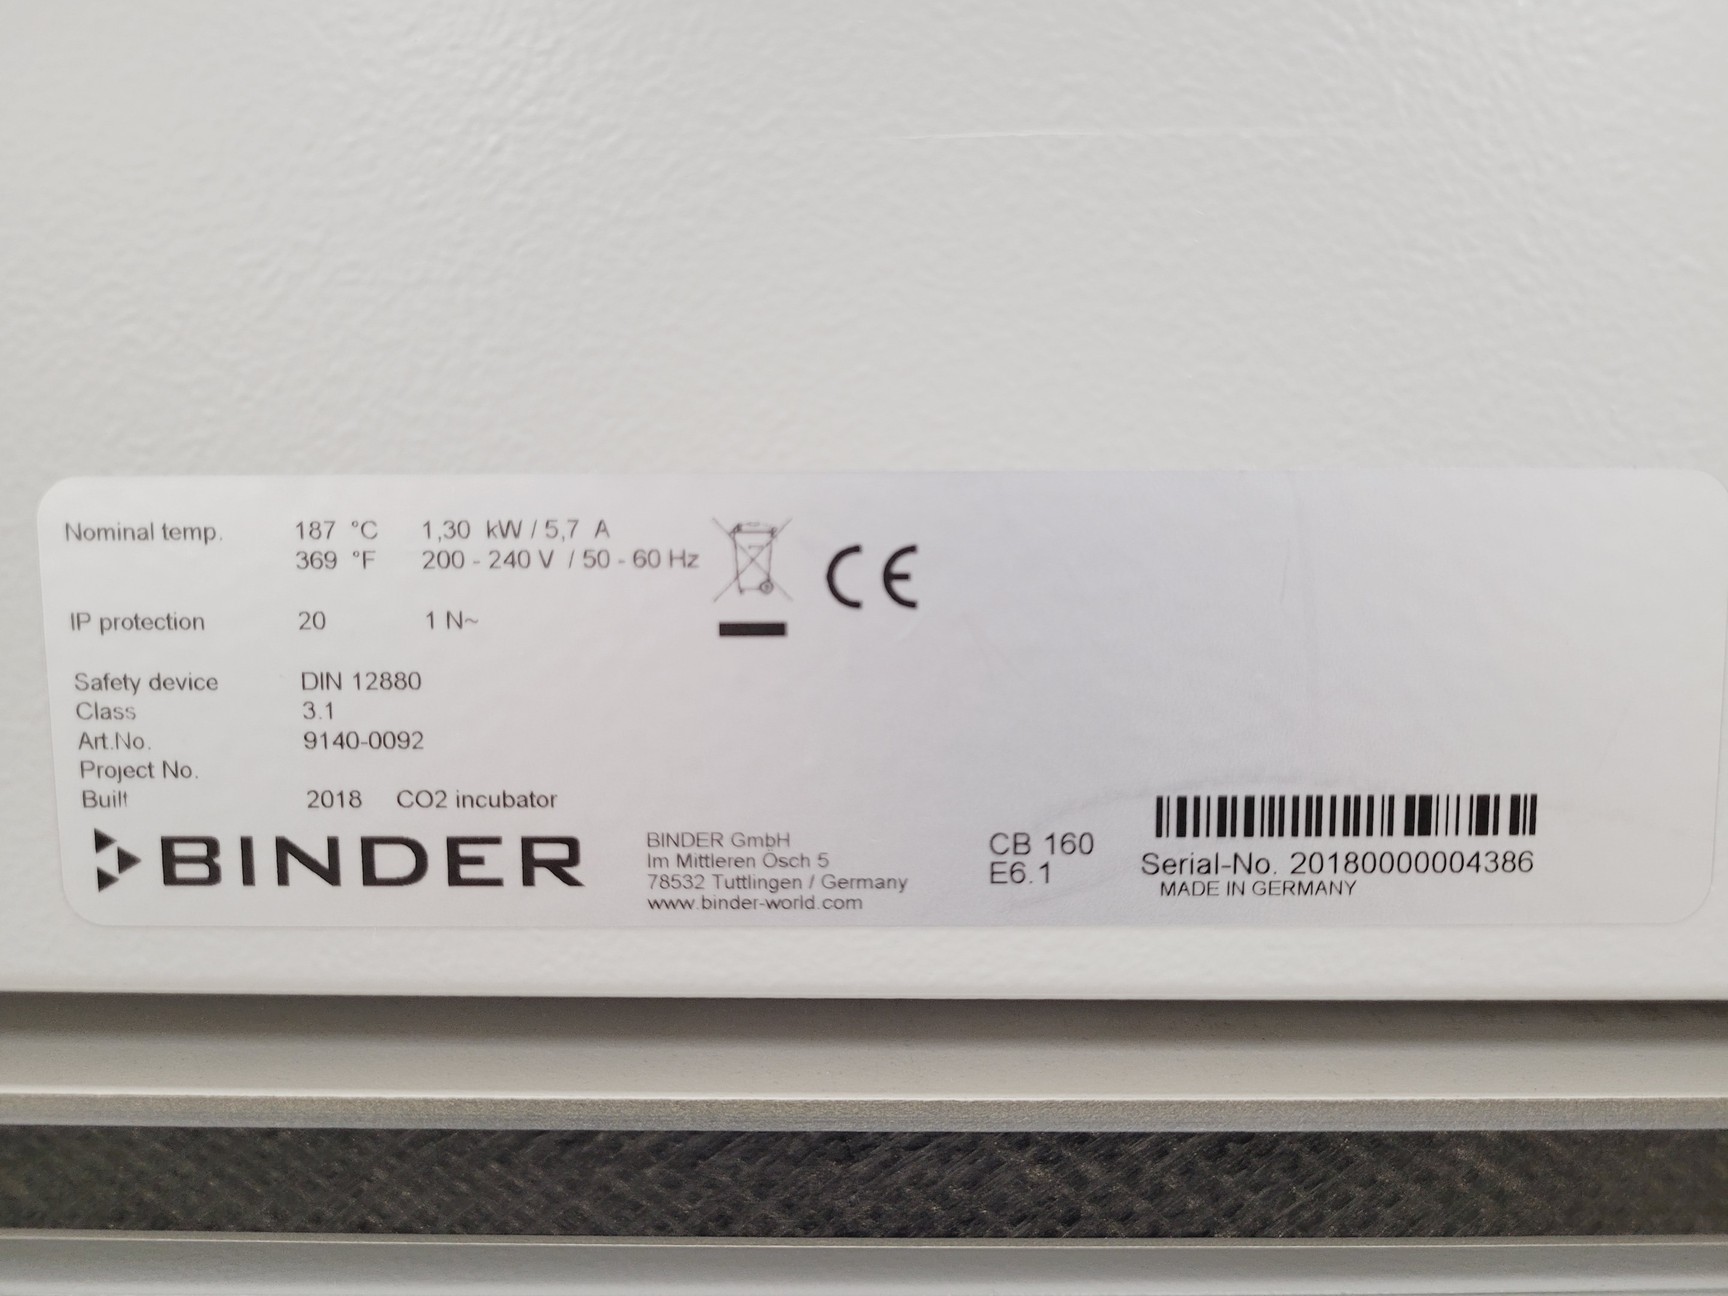 Nominal temp. 187 °C 1,30 kW / 5,7 A
369 °F 200 - 240 V / 50 - 60 Hz
IP protection 20 1 N~
Safety device DIN 12880
Class 3.1
Art.No. 9140-0092
Project No.
Built 2018 CO2 incubator
CE
BINDER
BINDER GmbH
Im Mittleren Ösch 5
78532 Tuttlingen / Germany
www.binder-world.com
CB 160
E6.1
Serial-No. 20180000004386
MADE IN GERMANY